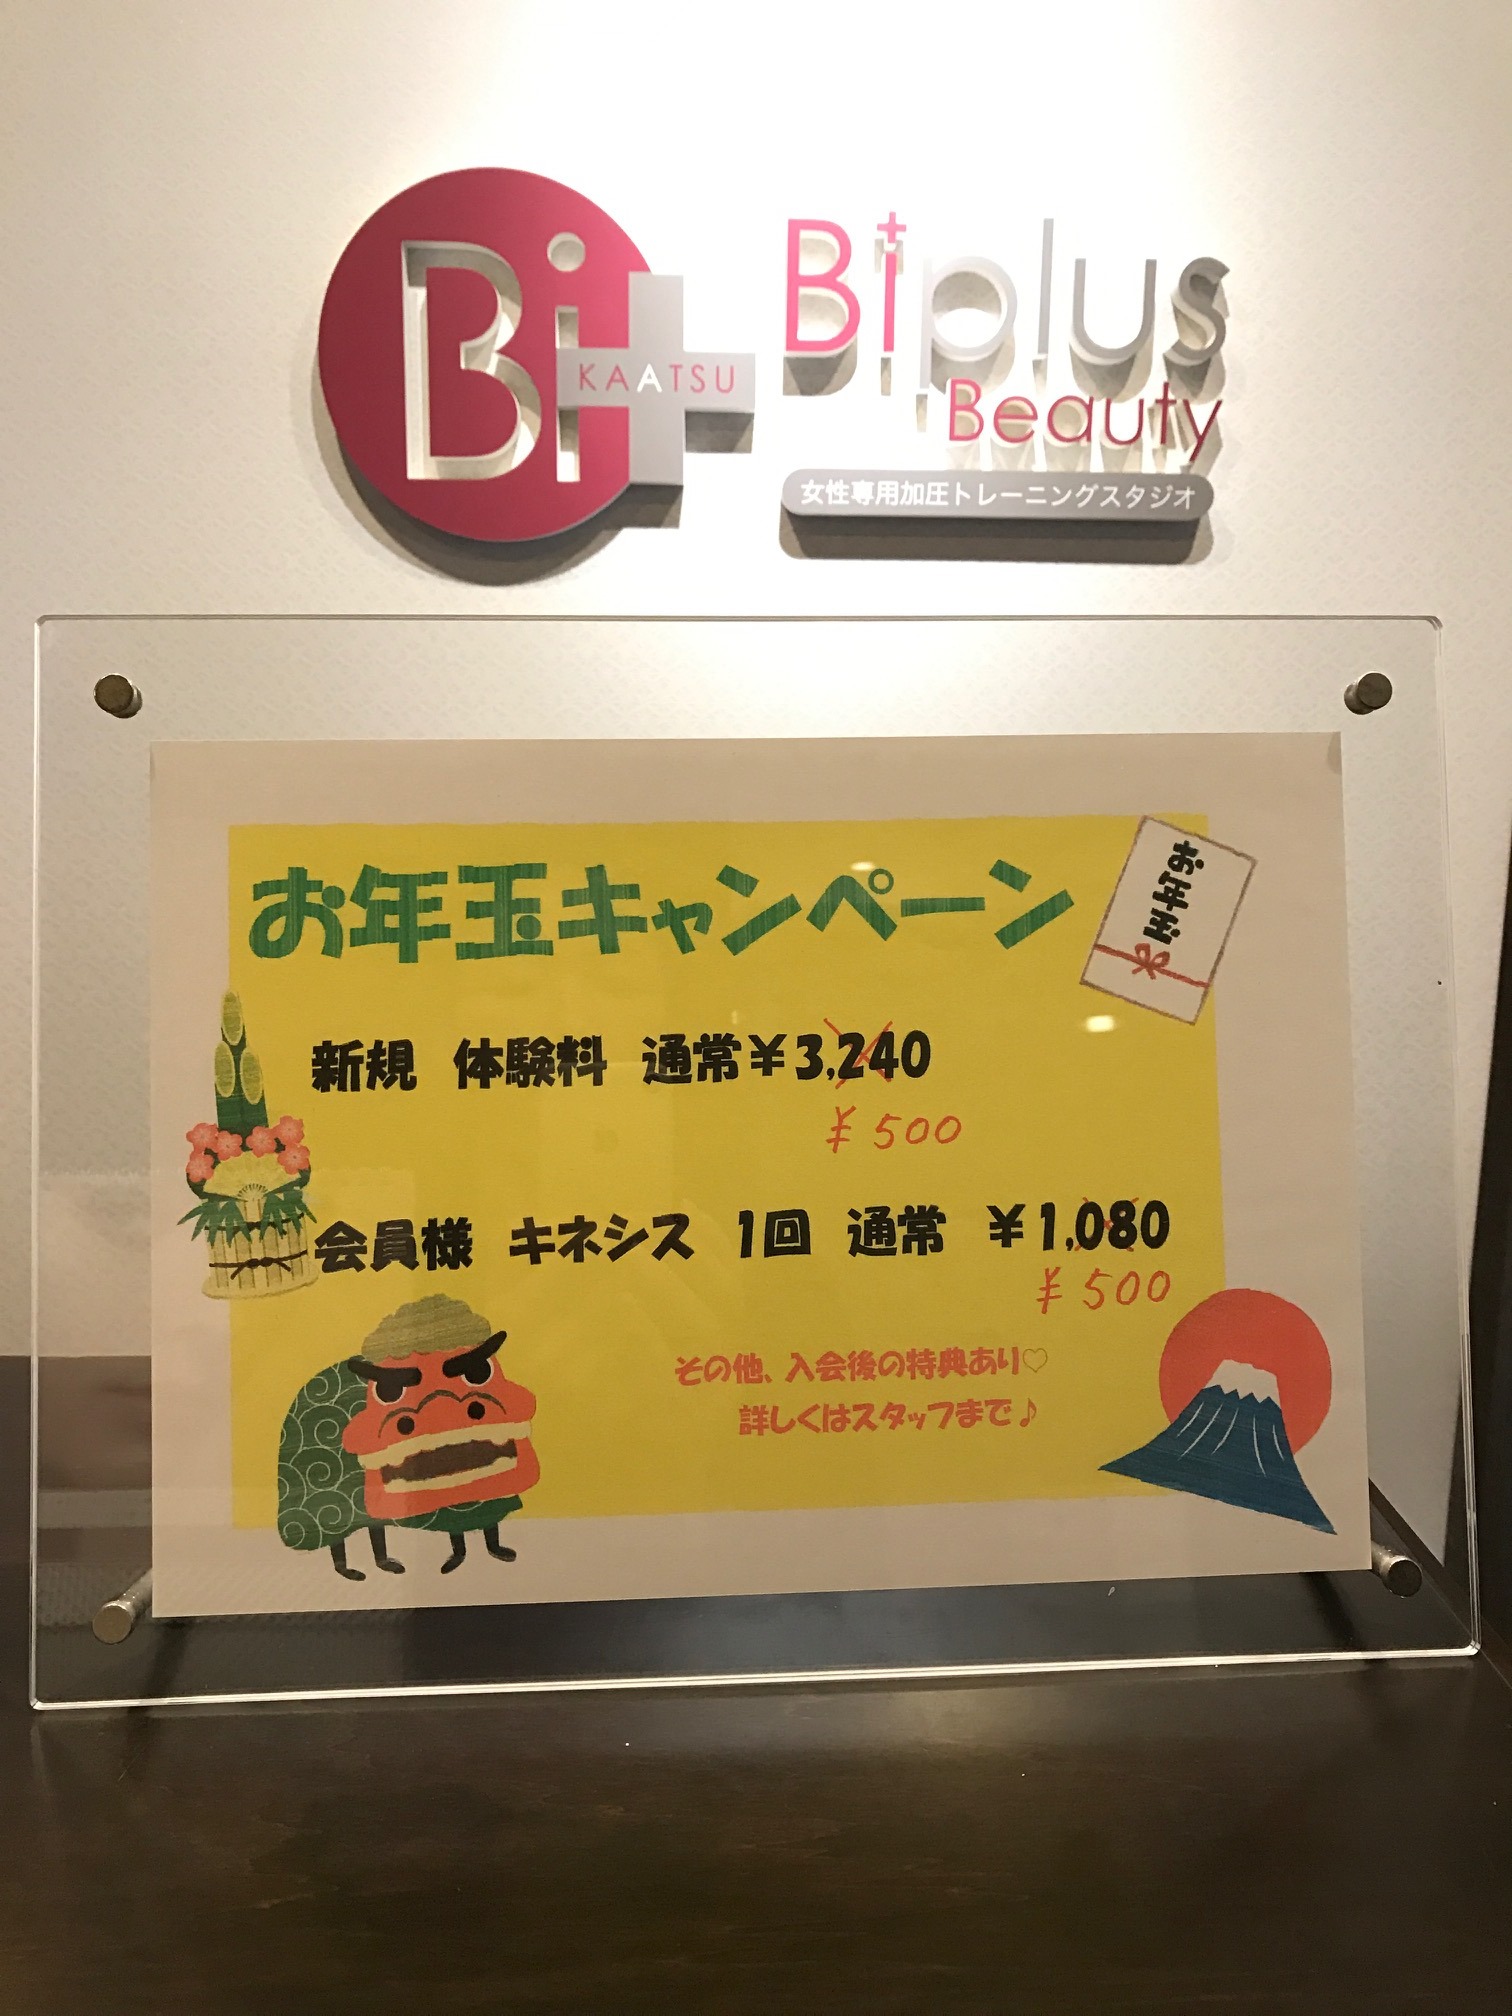 Bi+
KAATSU
Biplus
Beauty
女性専用加圧トレーニングスタジオ
お年玉キャンペーン
お年玉
新規 体験料 通常¥3,240
¥500
会員様 キネシス 1回 通常 ¥1,080
¥500
その他、入会後の特典あり♡
詳しくはスタッフまで♪